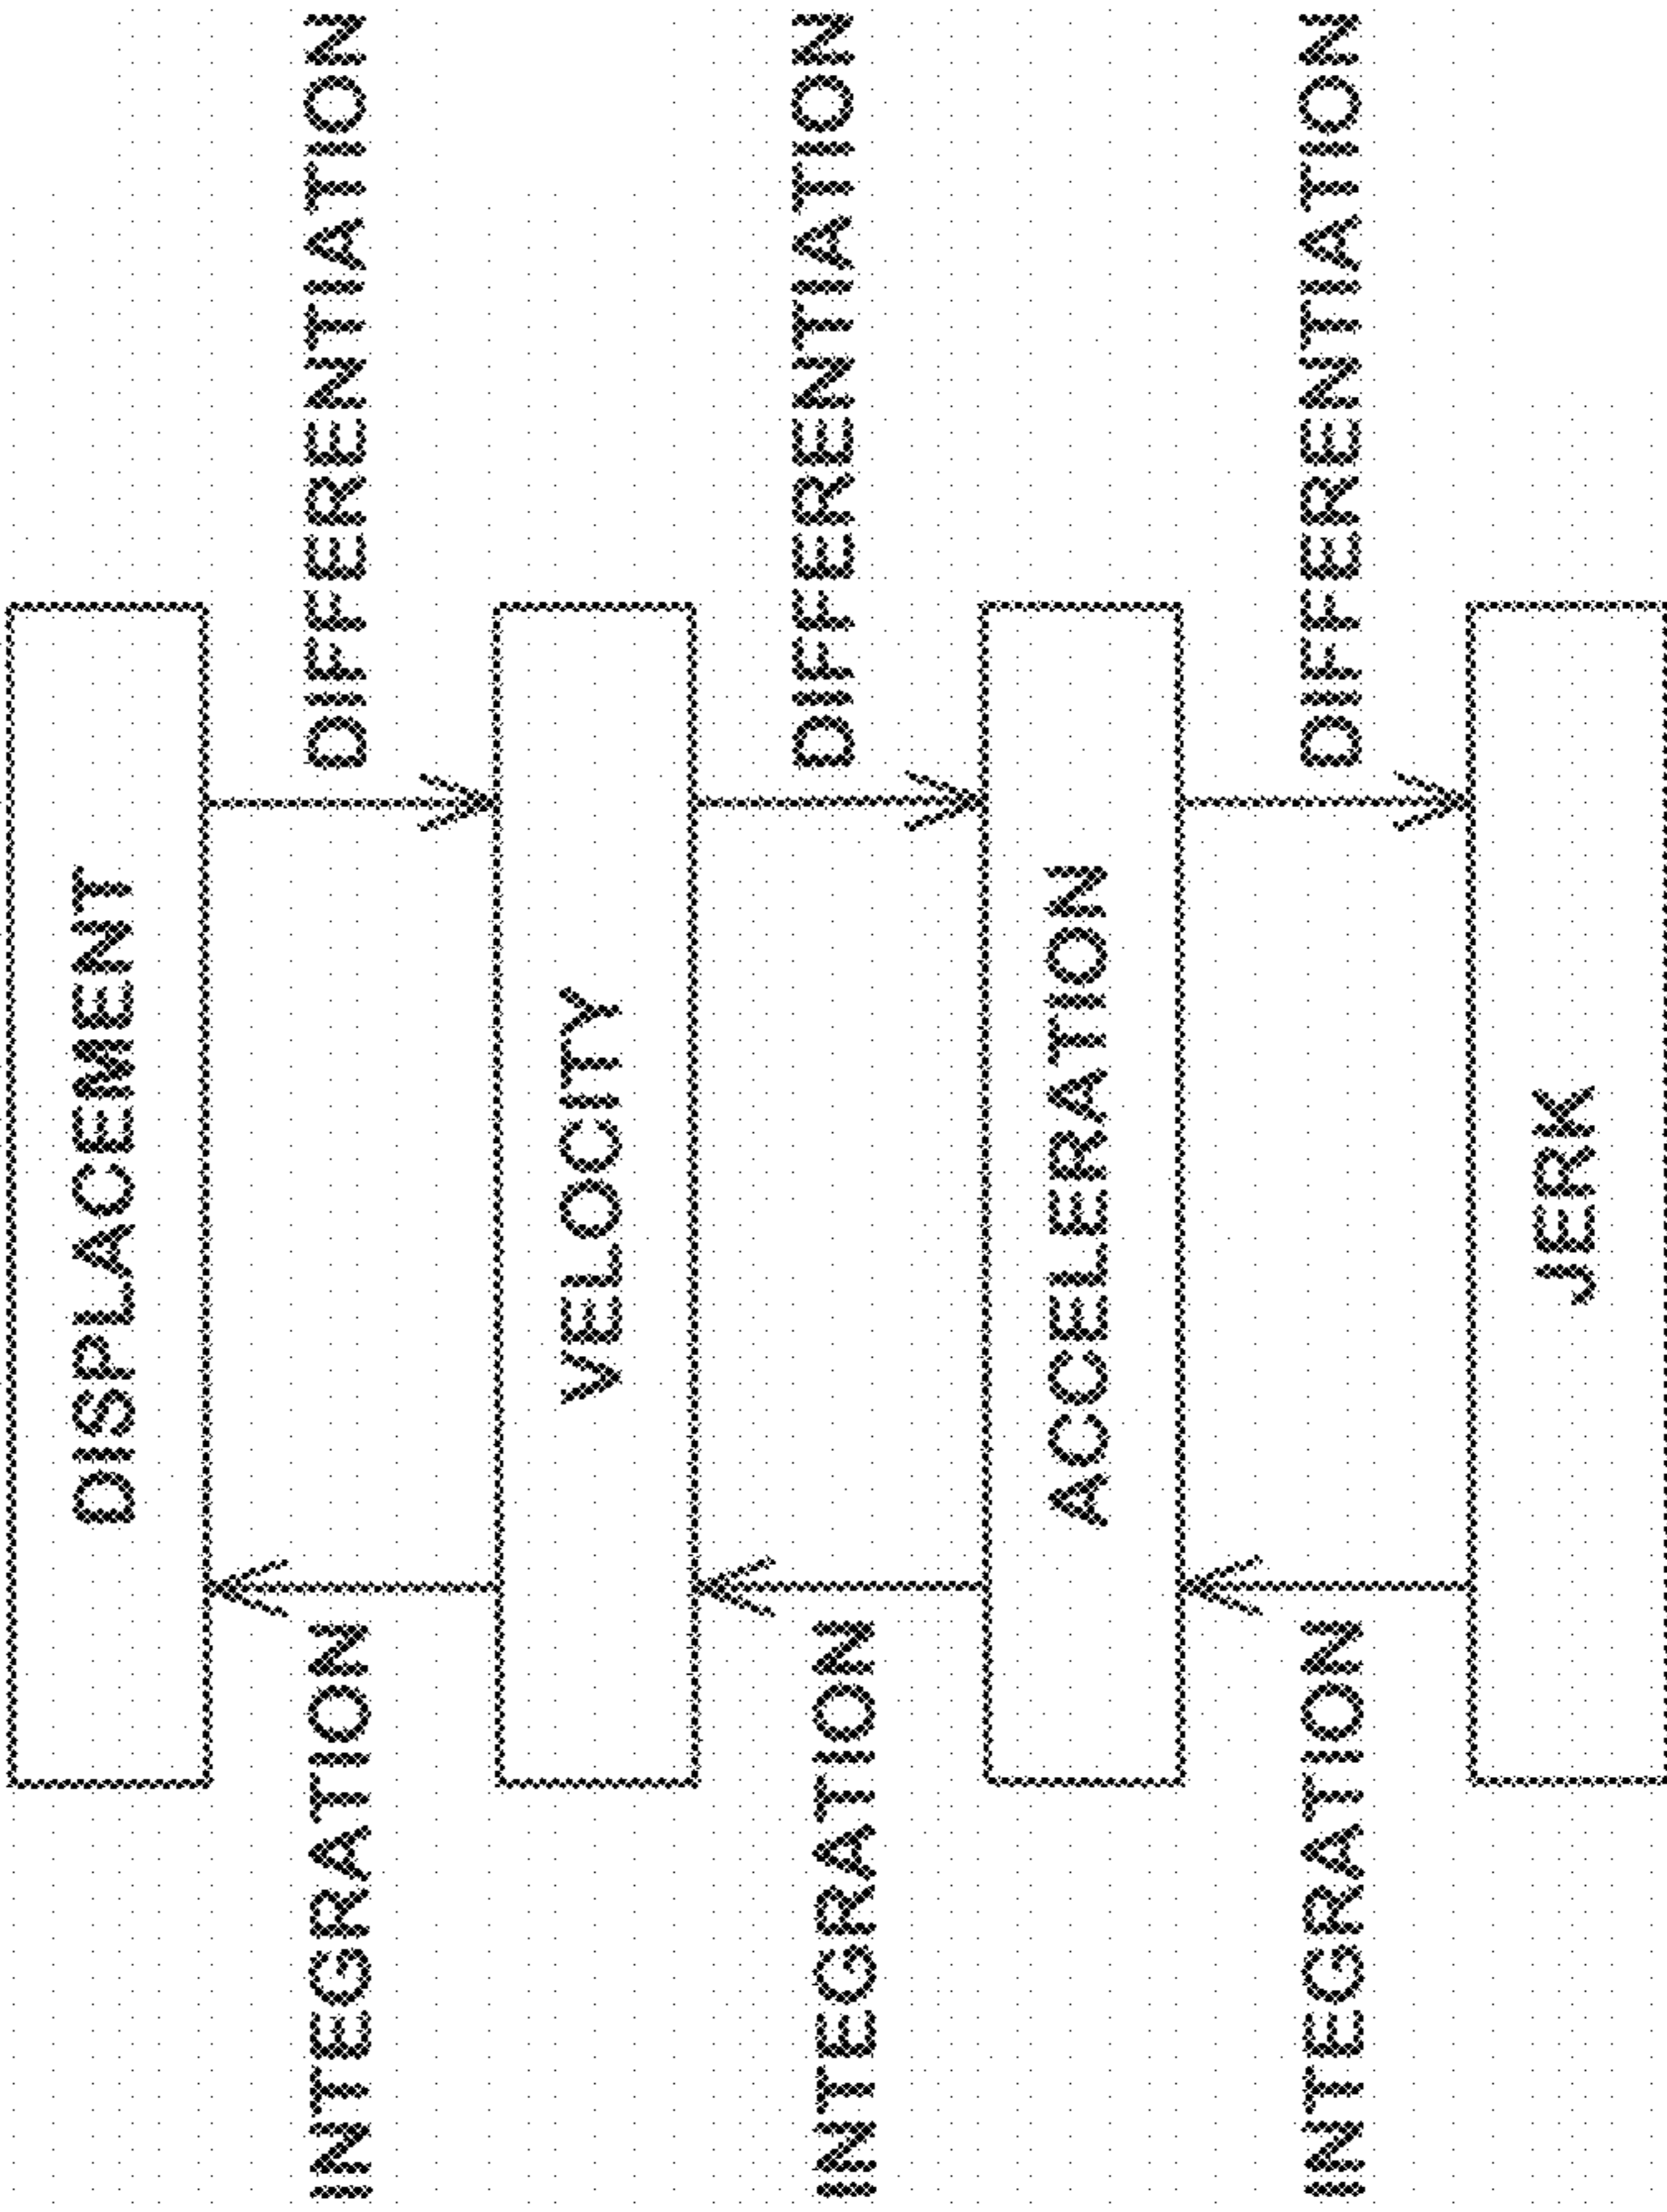 DISPLACEMENT
INTEGRATION
DIFFERENTIATION
VELOCITY
INTEGRATION
DIFFERENTIATION
ACCELERATION
INTEGRATION
DIFFERENTIATION
JERK